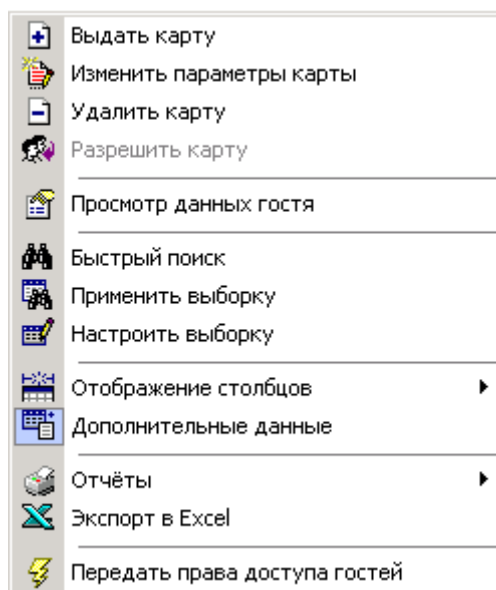 Выдать карту
Изменить параметры карты
Удалить карту
Разрешить карту
Просмотр данных гостя
Быстрый поиск
Применить выборку
Настроить выборку
Отображение столбцов
Дополнительные данные
Отчёты
Экспорт в Excel
Передать права доступа гостей